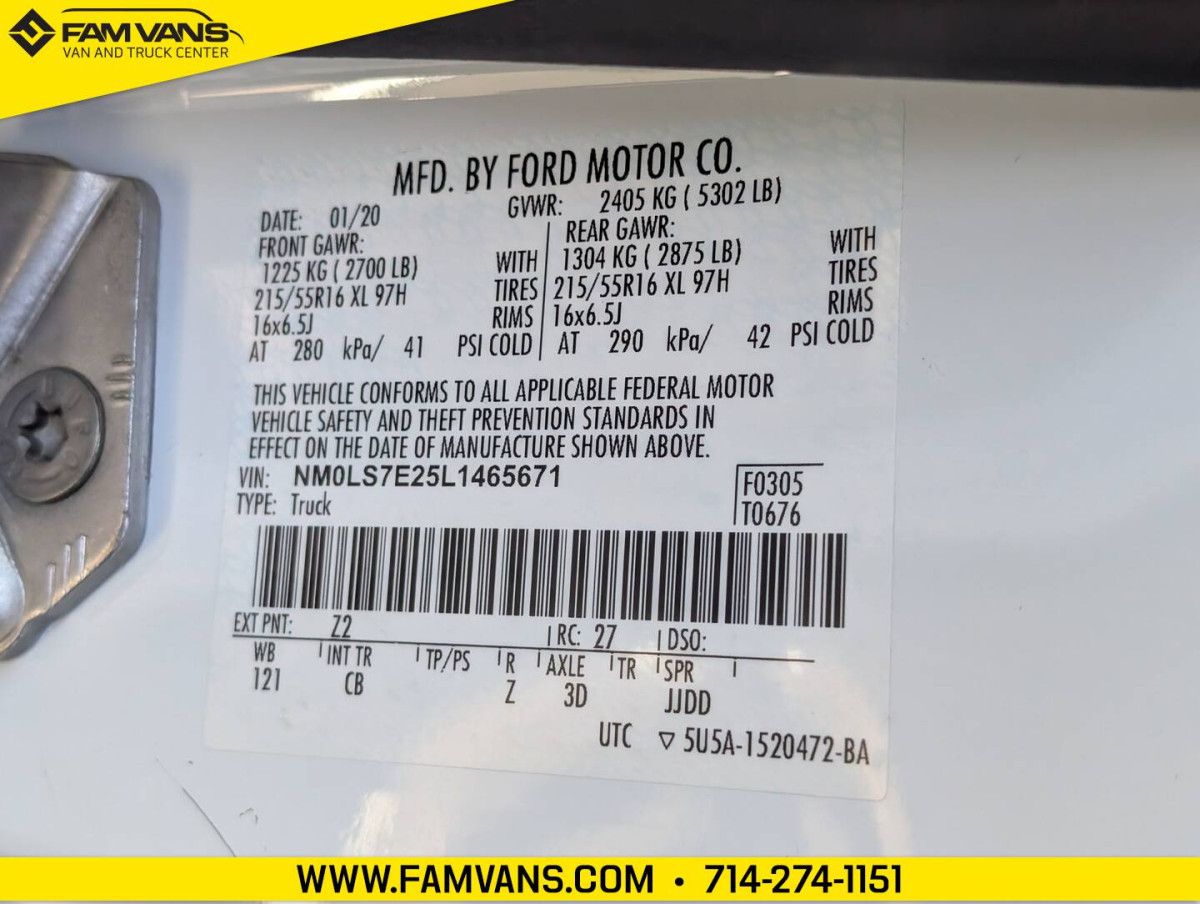 FAM VANS
VAN AND TRUCK CENTER
MFD. BY FORD MOTOR CO.
DATE: 01/20 GVWR: 2405 KG ( 5302 LB)
FRONT GAWR: REAR GAWR:
1225 KG ( 2700 LB) WITH 1304 KG ( 2875 LB) WITH
215/55R16 XL 97H TIRES 215/55R16 XL 97H TIRES
16x6.5J RIMS 16x6.5J RIMS
AT 280 kPa/ 41 PSI COLD AT 290 kPa/ 42 PSI COLD
THIS VEHICLE CONFORMS TO ALL APPLICABLE FEDERAL MOTOR
VEHICLE SAFETY AND THEFT PREVENTION STANDARDS IN
EFFECT ON THE DATE OF MANUFACTURE SHOWN ABOVE.
VIN: NM0LS7E25L1465671 F0305
TYPE: Truck T0676
EXT PNT: Z2 RC: 27 DSO:
WB INT TR TP/PS R AXLE TR SPR
121 CB Z 3D JJDD
UTC ▽ 5U5A-1520472-BA
WWW.FAMVANS.COM • 714-274-1151